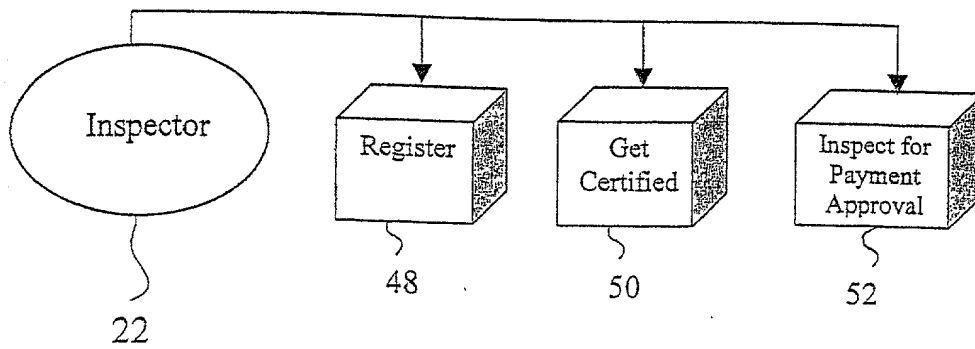 Inspector
Register
Get
Certified
Inspect for
Payment
Approval
48
50
52
22